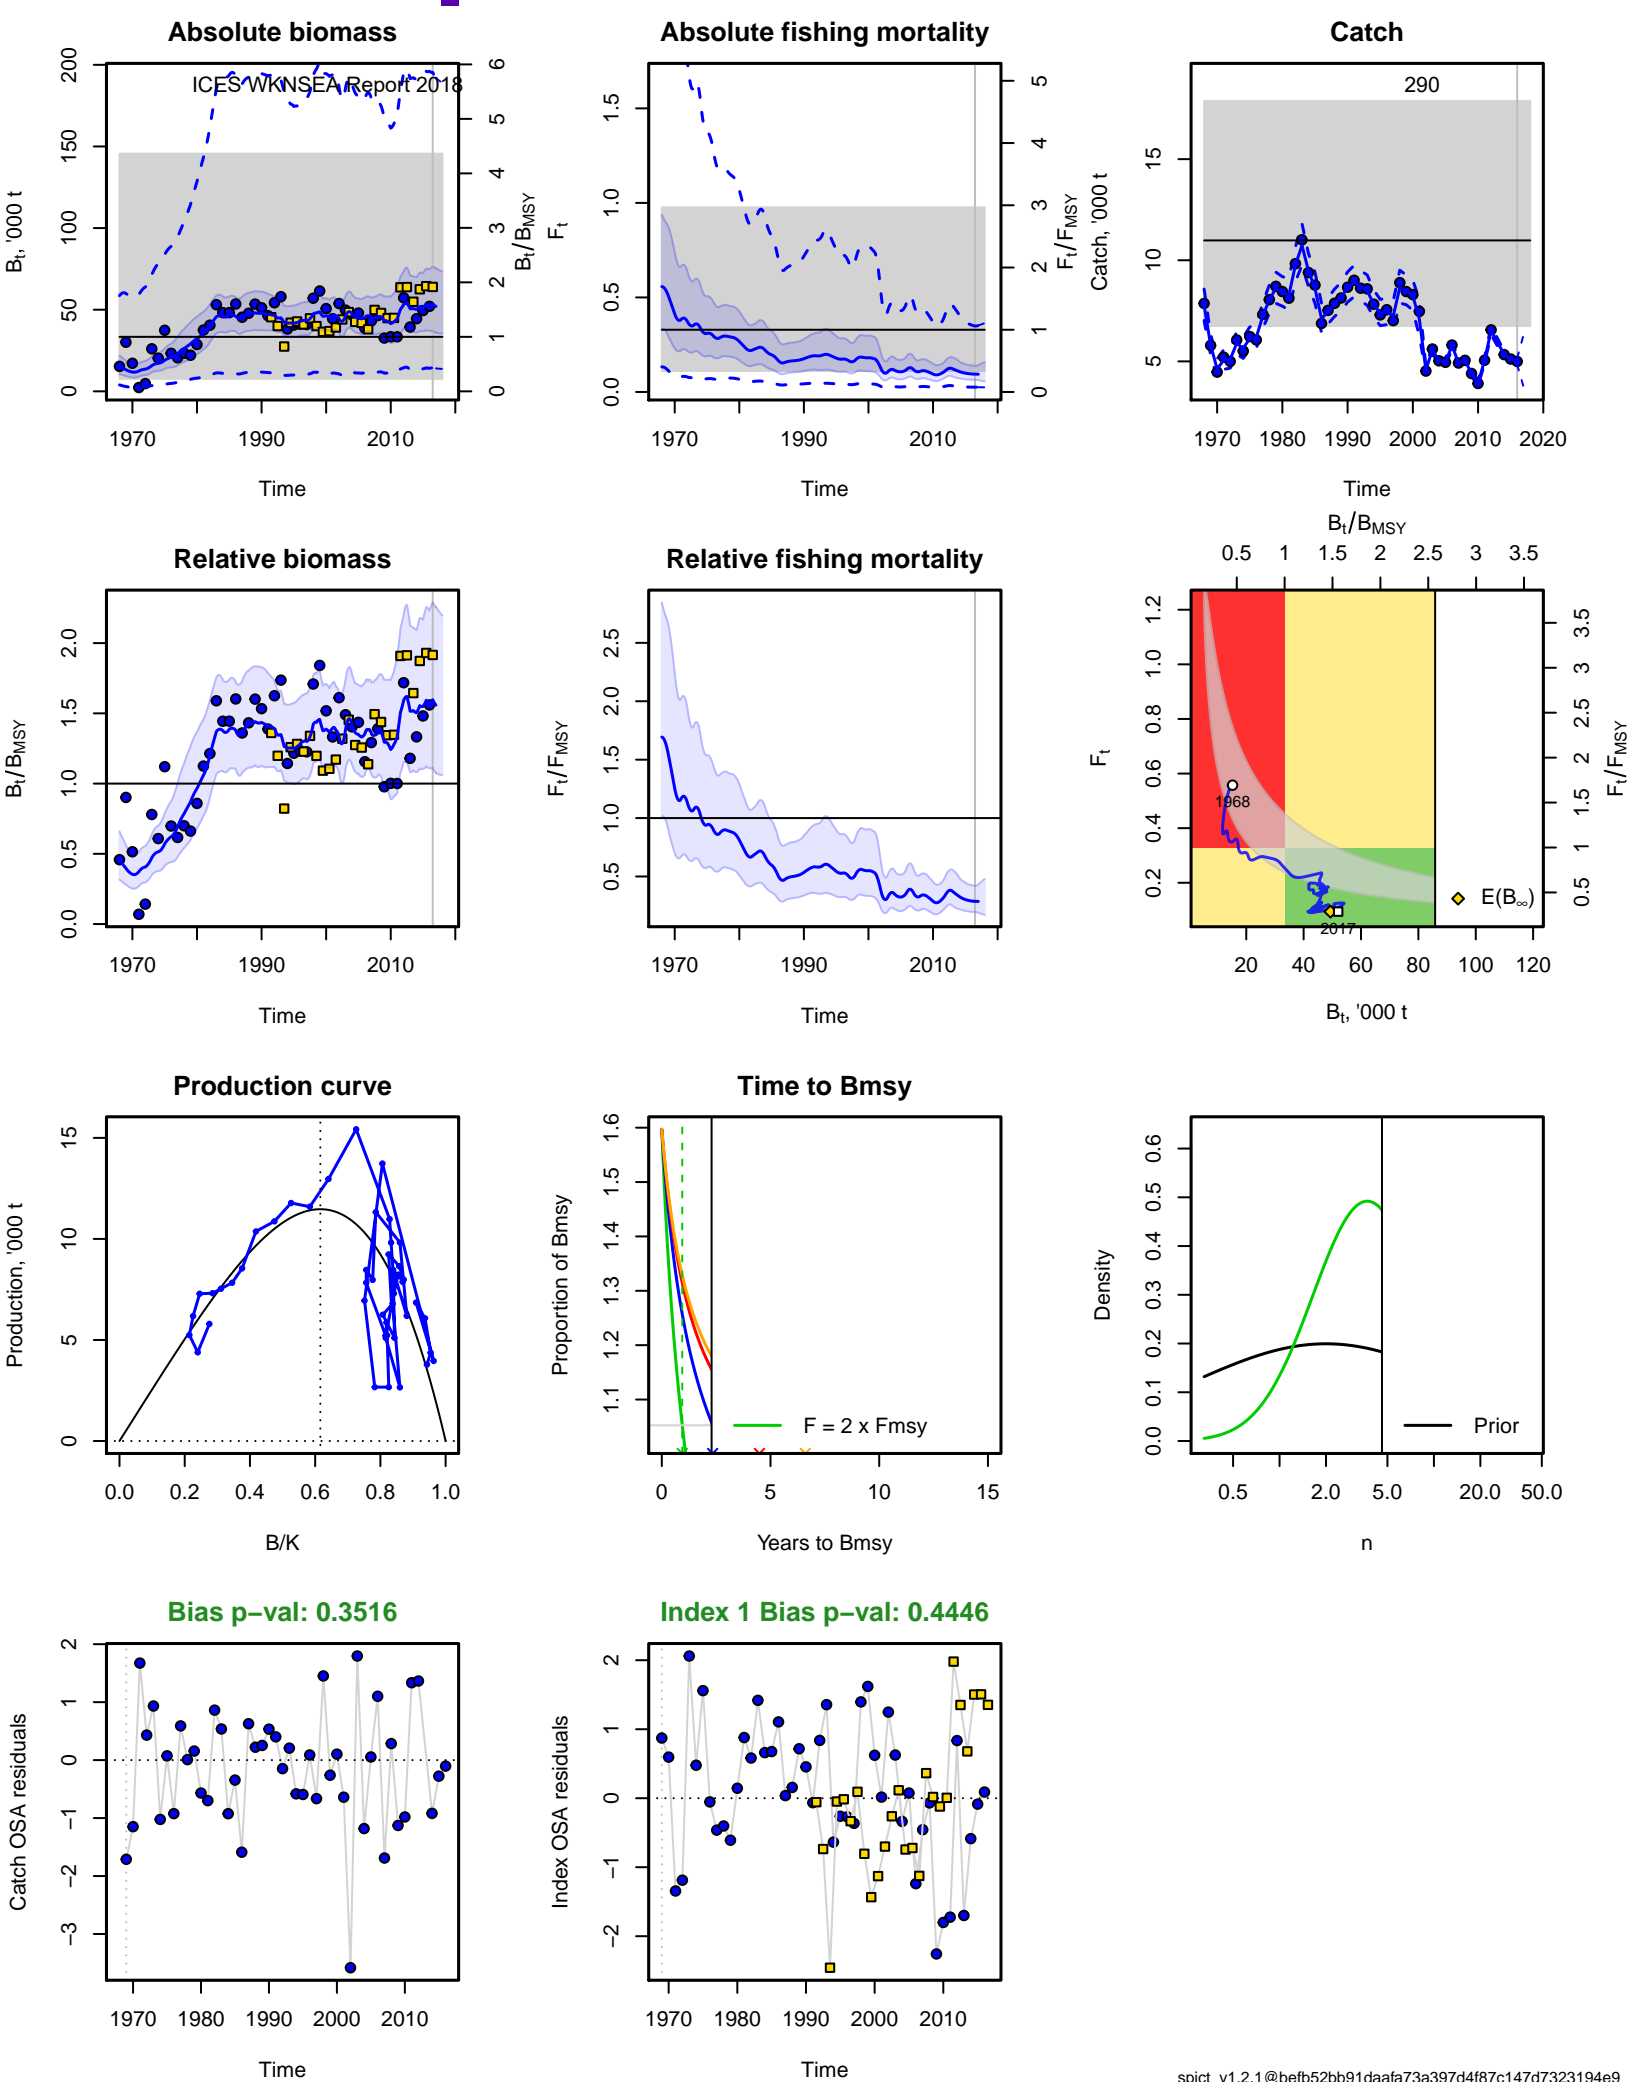 Absolute biomass
Absolute fishing mortality
Catch
ICES WKNSEA Report 2018
290
0 50 100 150 200
Bt, '000 t
0 1 2 3 4 5 6
Bt/BMSY
1970 1990 2010
Time
0.0 0.5 1.0 1.5
Ft
0 1 2 3 4 5
Ft/FMSY
1970 1990 2010
Time
5 10 15
Catch, '000 t
1970 1980 1990 2000 2010 2020
Time
Relative biomass
Relative fishing mortality
0.0 0.5 1.0 1.5 2.0
Bt/BMSY
1970 1990 2010
Time
0.5 1.0 1.5 2.0 2.5
Ft/FMSY
1970 1990 2010
Time
Bt/BMSY
0.5 1 1.5 2 2.5 3 3.5
0.2 0.4 0.6 0.8 1.0 1.2
Ft
0.5 1 1.5 2 2.5 3 3.5
Ft/FMSY
1968
2017
E(B∞)
20 40 60 80 100 120
Bt, '000 t
Production curve
Time to Bmsy
0 5 10 15
Production, '000 t
0.0 0.2 0.4 0.6 0.8 1.0
B/K
1.1 1.2 1.3 1.4 1.5 1.6
Proportion of Bmsy
F = 2 x Fmsy
0 5 10 15
Years to Bmsy
0.0 0.1 0.2 0.3 0.4 0.5 0.6
Density
Prior
0.5 2.0 5.0 20.0 50.0
n
Bias p−val: 0.3516
Index 1 Bias p−val: 0.4446
−3 −2 −1 0 1 2
Catch OSA residuals
1970 1980 1990 2000 2010
Time
−2 −1 0 1 2
Index OSA residuals
1970 1980 1990 2000 2010
Time
spict_v1.2.1@befb52bb91daafa73a397d4f87c147d7323194e9